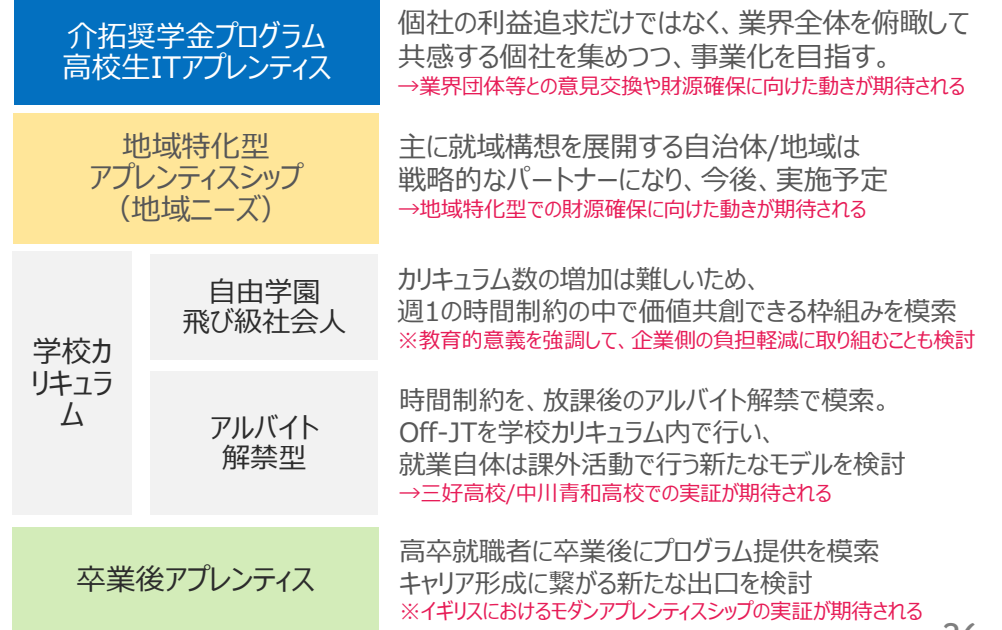 介拓奨学金プログラム
高校生ITアプレンティス
個社の利益追求だけではなく、業界全体を俯瞰して
共感する個社を集めつつ、事業化を目指す。
→業界団体等との意見交換や財源確保に向けた動きが期待される
地域特化型
アプレンティスシップ
（地域ニーズ）
主に就域構想を展開する自治体/地域は
戦略的なパートナーになり、今後、実施予定
→地域特化型での財源確保に向けた動きが期待される
学校カ
リキュラ
ム
自由学園
飛び級社会人
カリキュラム数の増加は難しいため、
週1の時間制約の中で価値共創できる枠組みを模索
※教育的意義を強調して、企業側の負担軽減に取り組むことも検討
アルバイト
解禁型
時間制約を、放課後のアルバイト解禁で模索。
Off-JTを学校カリキュラム内で行い、
就業自体は課外活動で行う新たなモデルを検討
→三好高校/中川青和高校での実証が期待される
卒業後アプレンティス
高卒就職者に卒業後にプログラム提供を模索
キャリア形成に繋がる新たな出口を検討
※イギリスにおけるモダンアプレンティスシップの実証が期待される